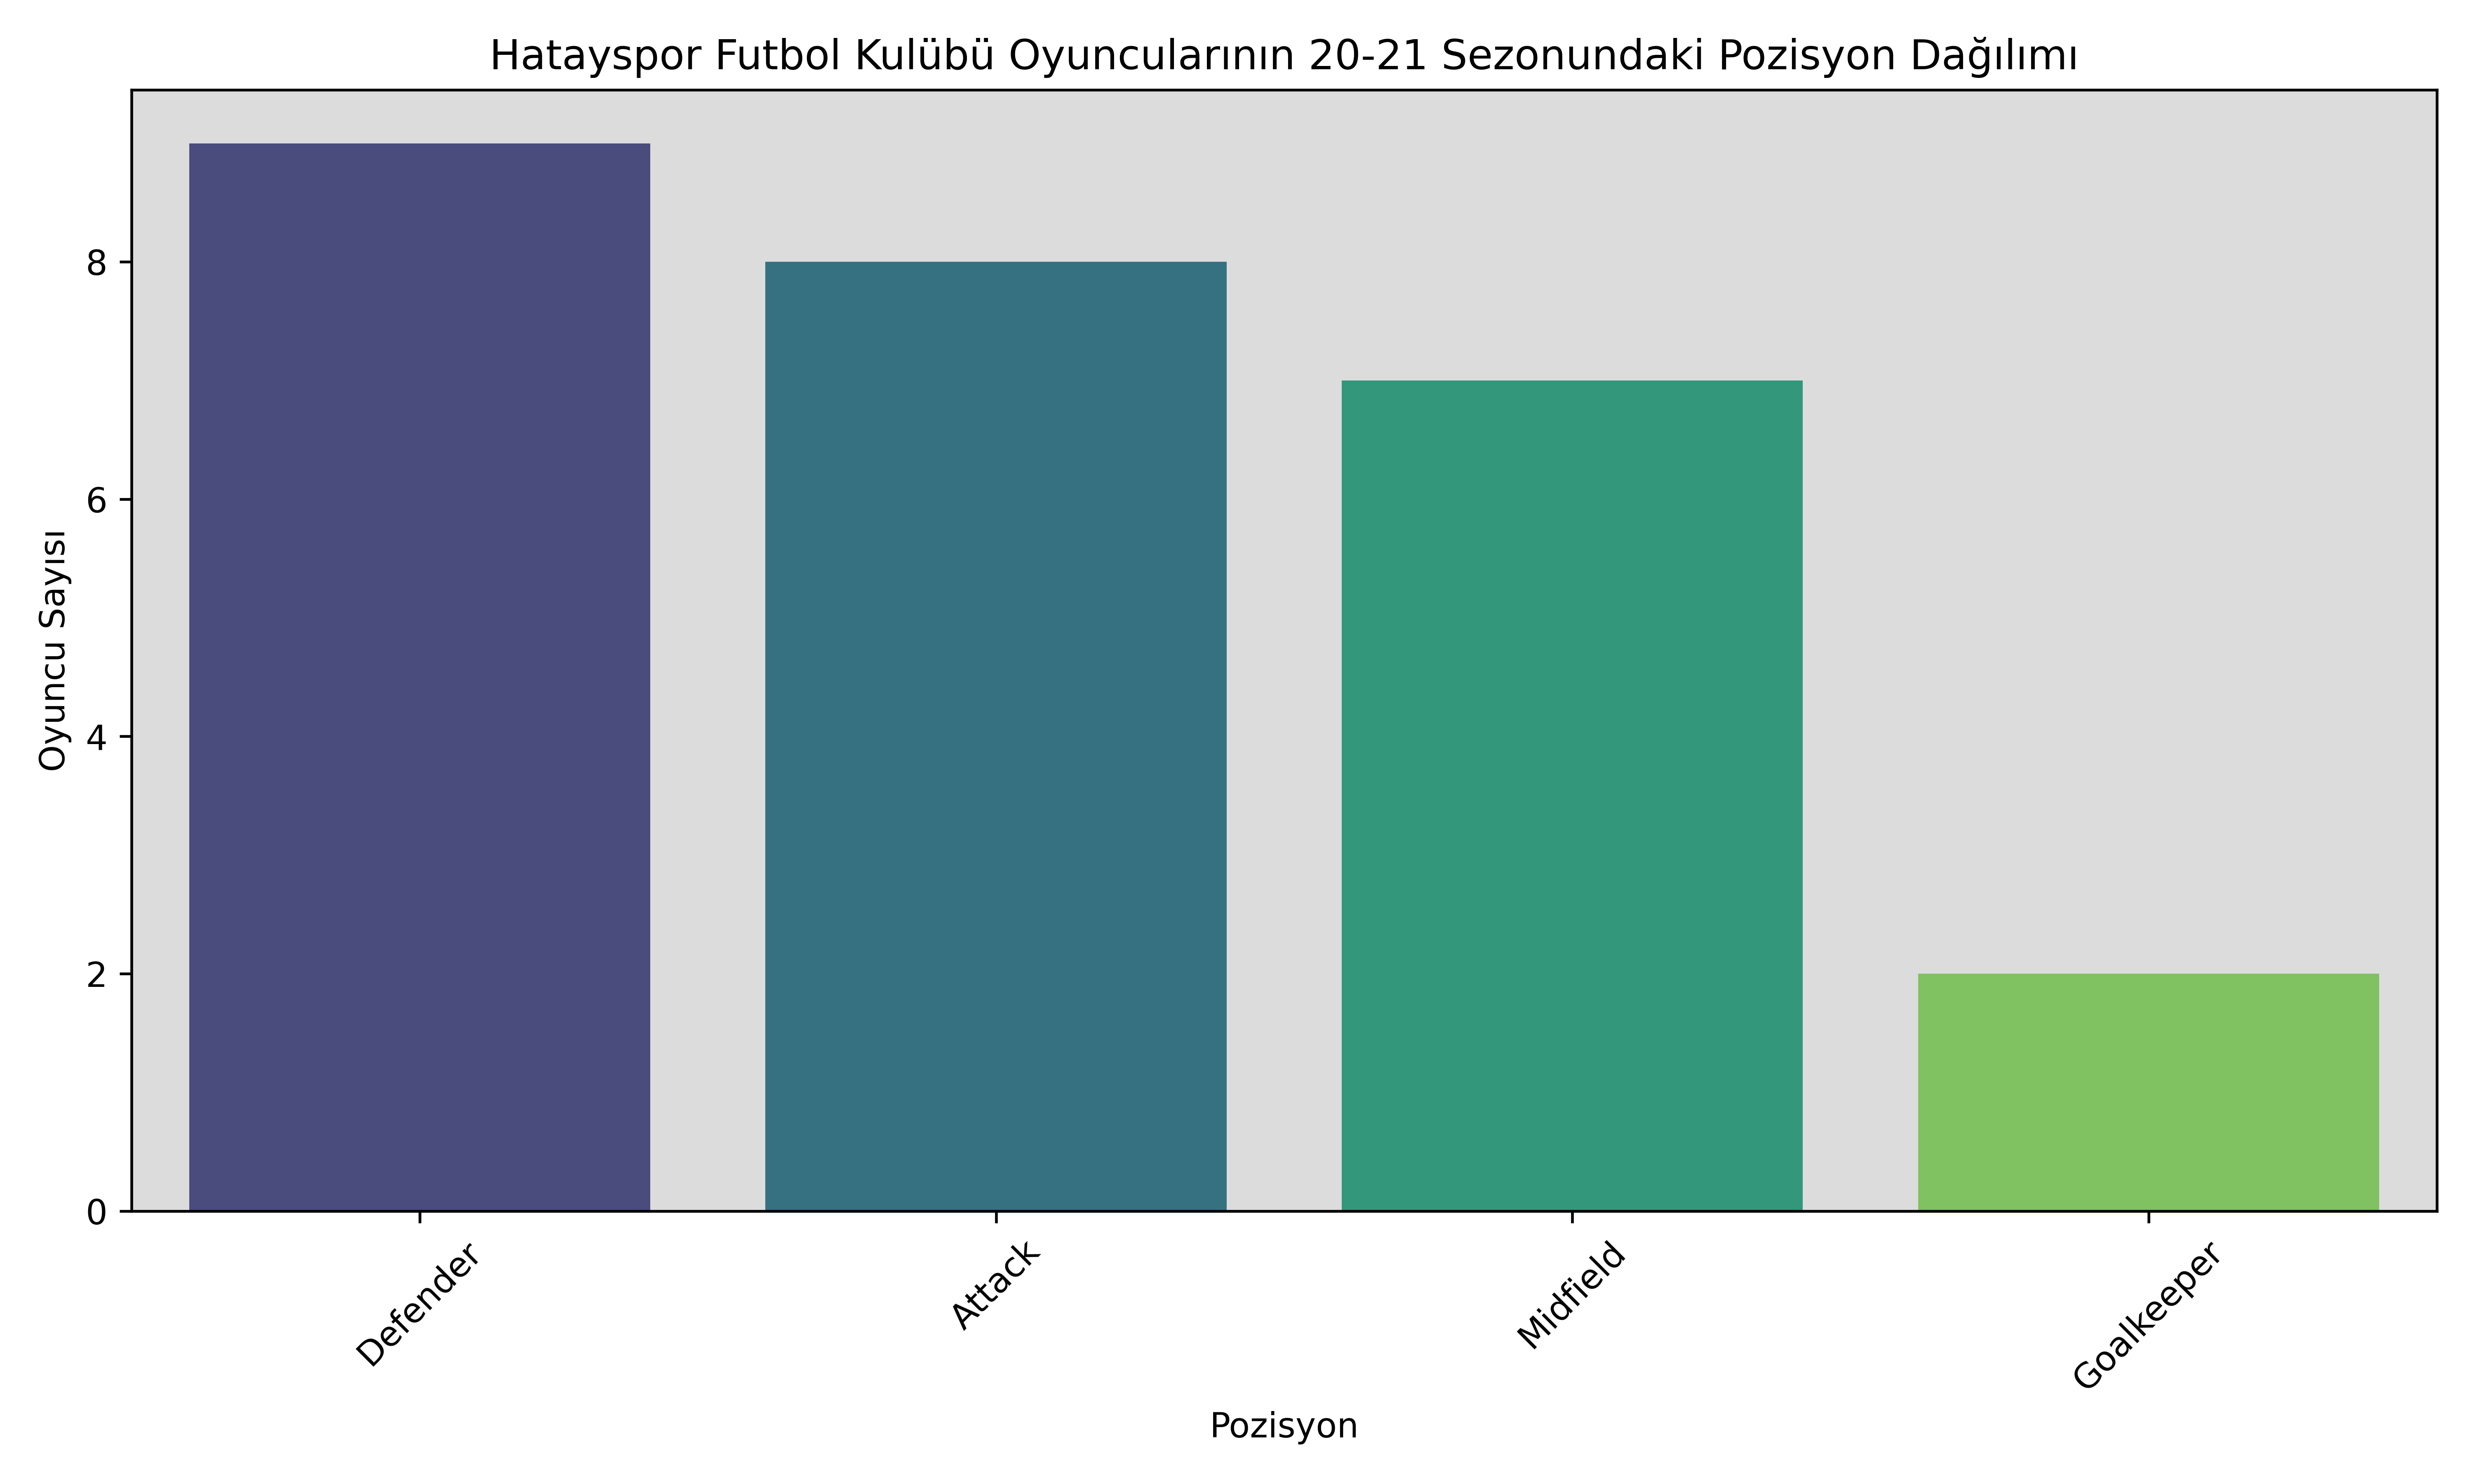 Hatayspor Futbol Kulübü Oyuncularının 20-21 Sezonundaki Pozisyon Dağılımı
Oyuncu Sayısı
8
6
4
2
0
Defender
Attack
Midfield
Goalkeeper
Pozisyon